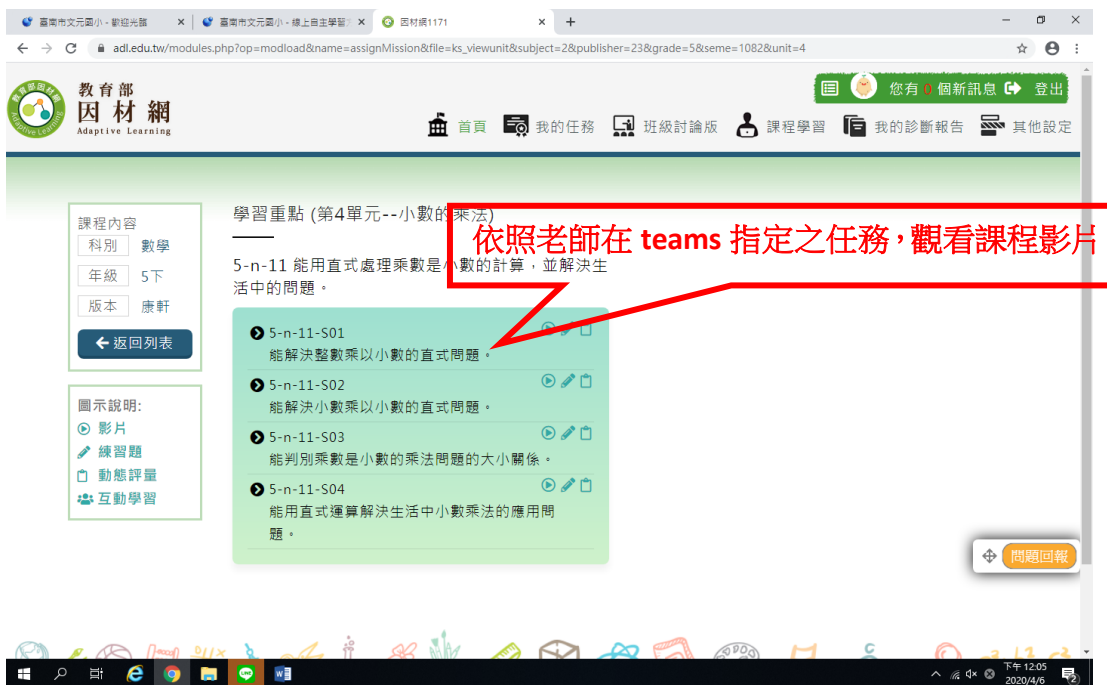 臺南市文元國小 - 歡迎光臨
臺南市文元國小 - 線上自主學習
因材網1171
adl.edu.tw/modules.php?op=modload&name=assignMission&file=ks_viewunit&subject=2&publisher=23&grade=5&seme=1082&unit=4
教育部
因材網
Adaptive Learning
您有 0 個新訊息 登出
首頁 我的任務 班級討論版 課程學習 我的診斷報告 其他設定
課程內容
科別 數學
年級 5下
版本 康軒
返回列表
圖示說明:
影片
練習題
動態評量
互動學習
學習重點 (第4單元--小數的乘法)
依照老師在 teams 指定之任務，觀看課程影片
5-n-11 能用直式處理乘數是小數的計算，並解決生
活中的問題。
5-n-11-S01
能解決整數乘以小數的直式問題。
5-n-11-S02
能解決小數乘以小數的直式問題。
5-n-11-S03
能判別乘數是小數的乘法問題的大小關係。
5-n-11-S04
能用直式運算解決生活中小數乘法的應用問
題。
問題回報
下午 12:05
2020/4/6